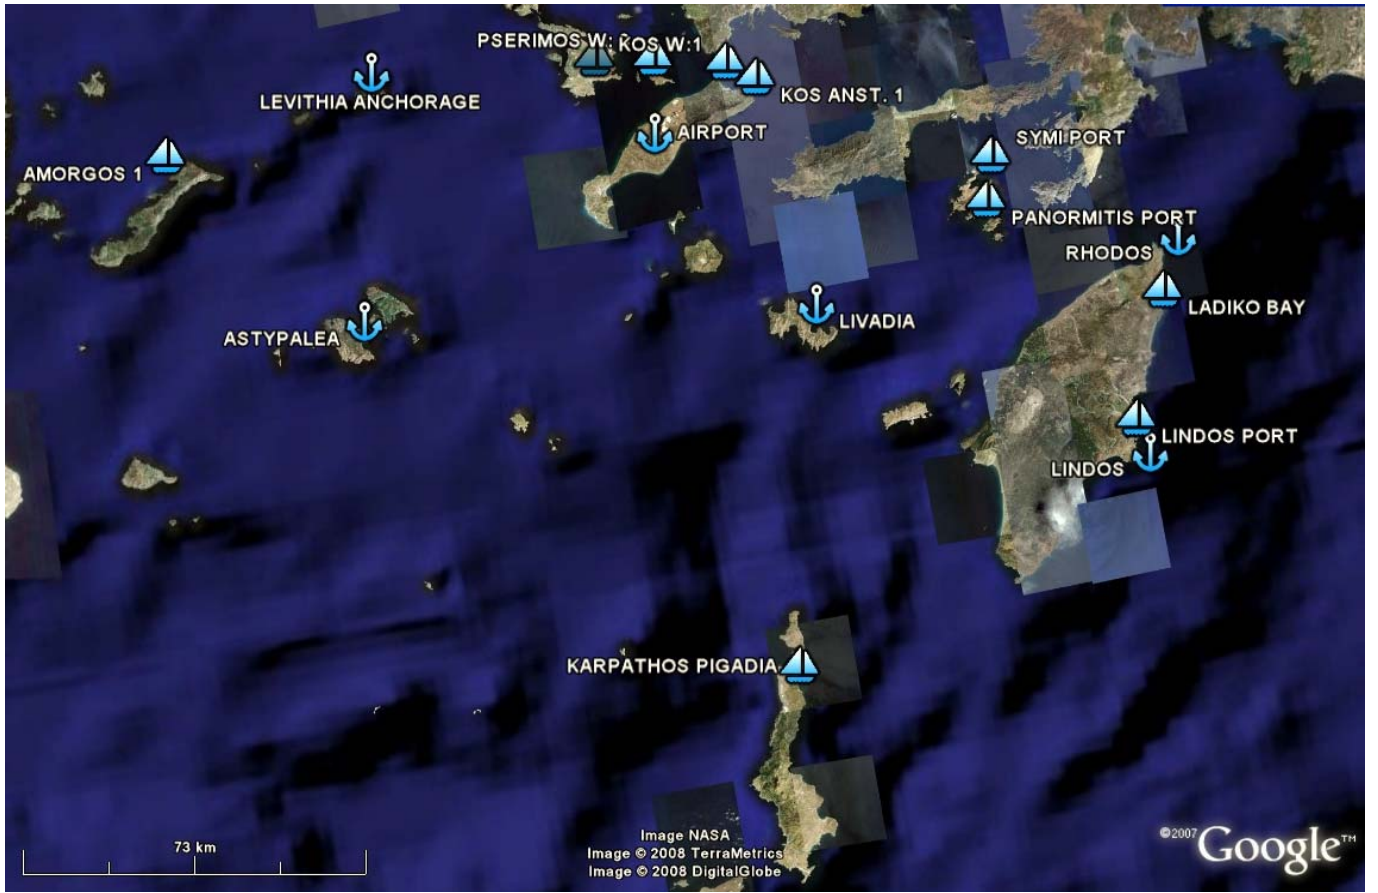 PSERIMOS W:
KOS W:1
LEVITHIA ANCHORAGE
KOS ANST. 1
AIRPORT
SYMI PORT
AMORGOS 1
PANORMITIS PORT
RHODOS
LADIKO BAY
LIVADIA
ASTYPALEA
LINDOS PORT
LINDOS
KARPATHOS PIGADIA
73 km
Image NASA
Image © 2008 TerraMetrics
Image © 2008 DigitalGlobe
©2007 Google™